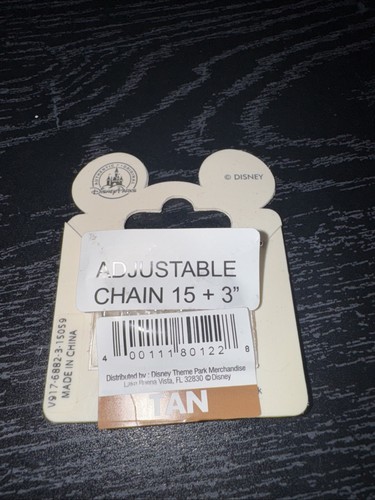 © DISNEY
ADJUSTABLE
CHAIN 15 + 3"
4 00111 80122 8
Distributed by : Disney Theme Park Merchandise
Lake Buena Vista, FL 32830 © Disney
TAN
V917-6882-3-15059
MADE IN CHINA